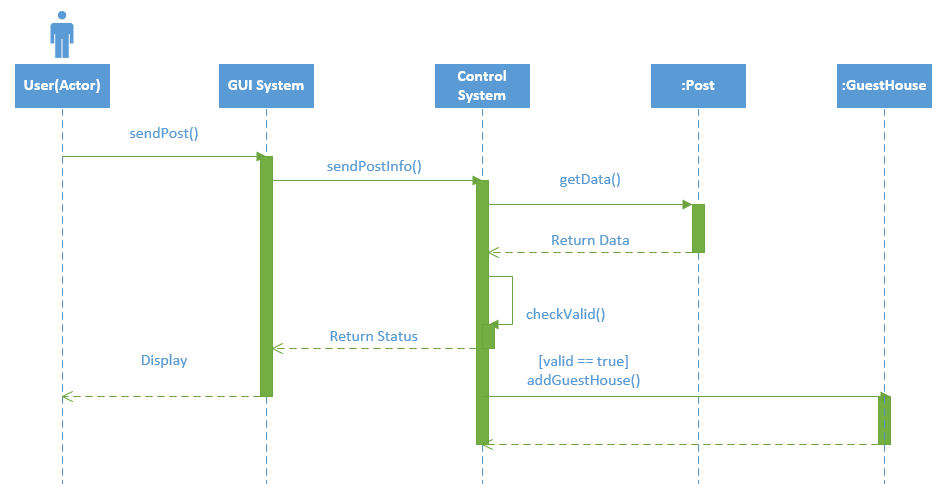 User(Actor)
GUI System
Control
System
:Post
:GuestHouse
sendPost()
sendPostInfo()
getData()
Return Data
checkValid()
Return Status
Display
[valid == true]
addGuestHouse()